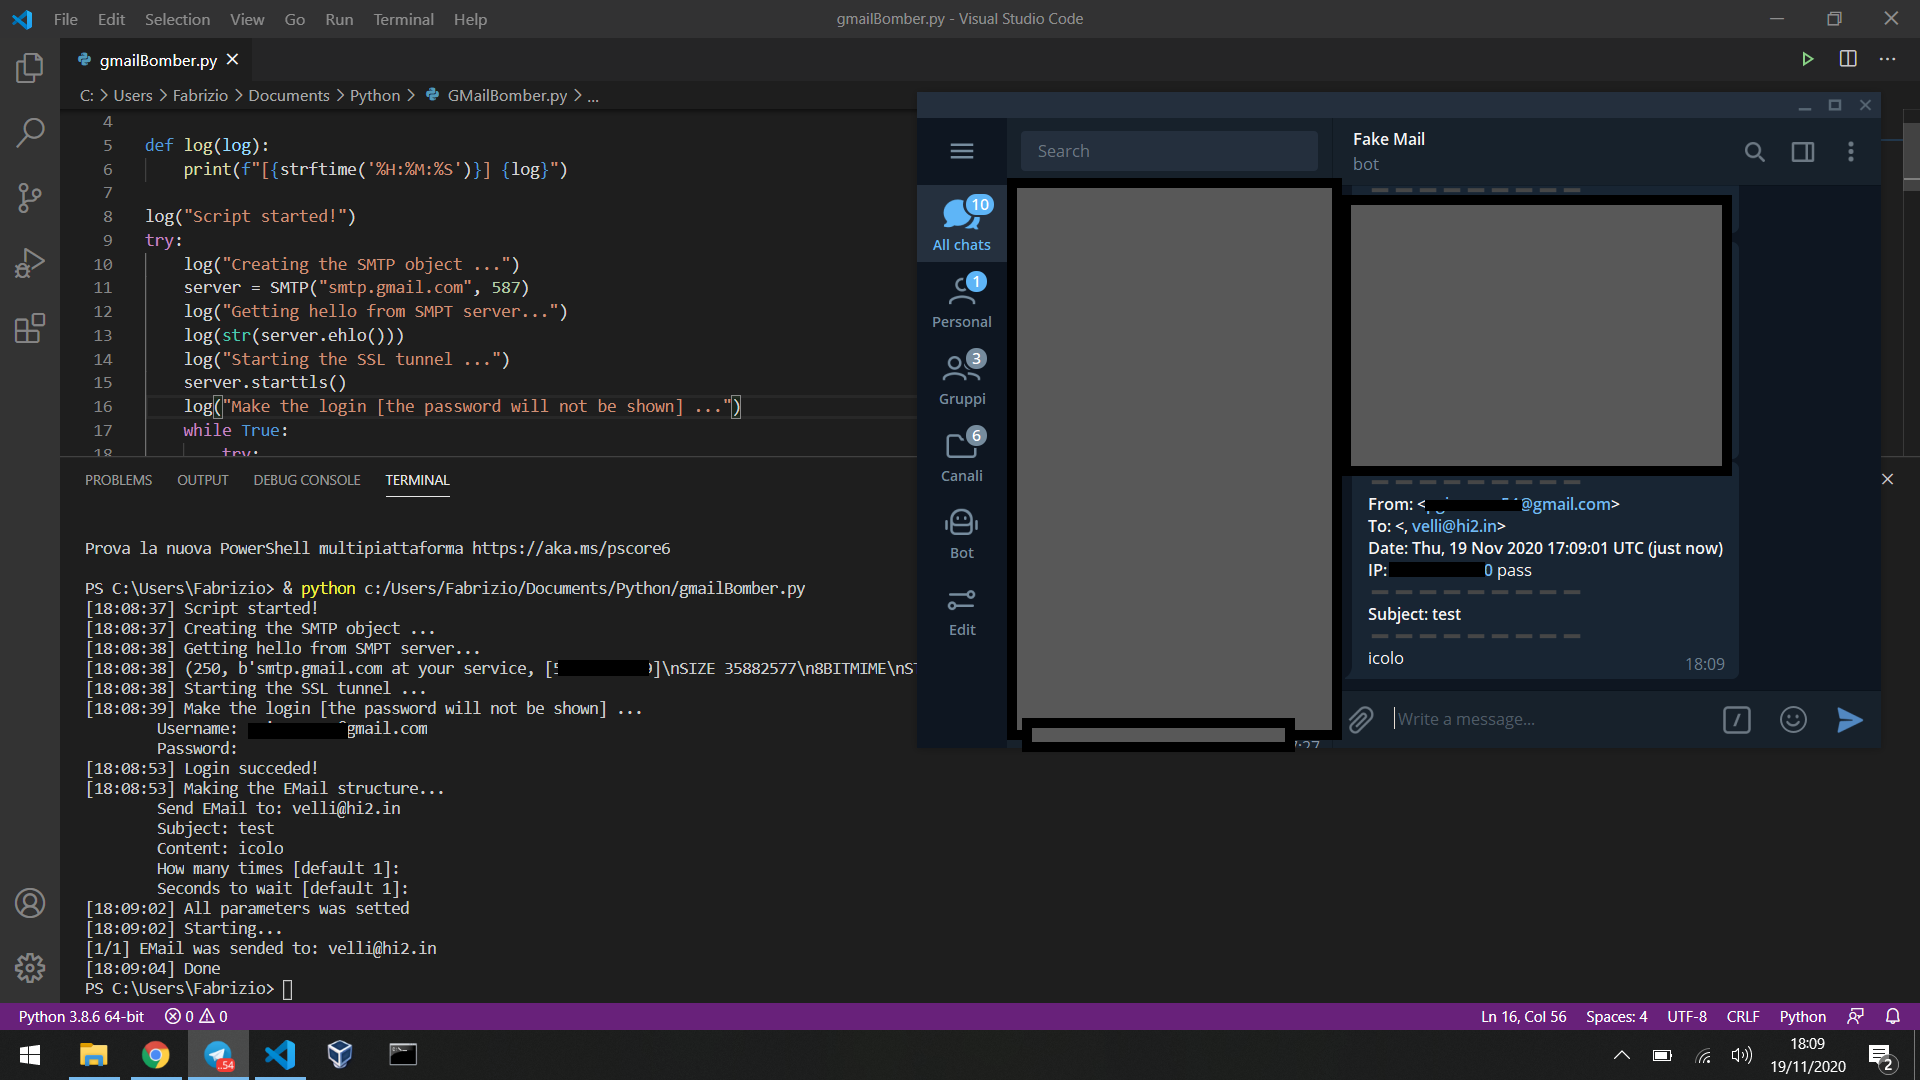 File Edit Selection View Go Run Terminal Help
gmailBomber.py - Visual Studio Code
gmailBomber.py
C: > Users > Fabrizio > Documents > Python > GMailBomber.py > ...
4
5 def log(log):
6 print(f"[{strftime('%H:%M:%S')}] {log}")
7
8 log("Script started!")
9 try:
10 log("Creating the SMTP object ...")
11 server = SMTP("smtp.gmail.com", 587)
12 log("Getting hello from SMPT server...")
13 log(str(server.ehlo()))
14 log("Starting the SSL tunnel ...")
15 server.starttls()
16 log("Make the login [the password will not be shown] ...")
17 while True:
18 try:
PROBLEMS OUTPUT DEBUG CONSOLE TERMINAL
Prova la nuova PowerShell multipiattaforma https://aka.ms/pscore6
PS C:\Users\Fabrizio> & python c:/Users/Fabrizio/Documents/Python/gmailBomber.py
[18:08:37] Script started!
[18:08:37] Creating the SMTP object ...
[18:08:38] Getting hello from SMPT server...
[18:08:38] (250, b'smtp.gmail.com at your service, [ ]\nSIZE 35882577\n8BITMIME\nST
[18:08:38] Starting the SSL tunnel ...
[18:08:39] Make the login [the password will not be shown] ...
Username: gmail.com
Password:
[18:08:53] Login succeded!
[18:08:53] Making the EMail structure...
Send EMail to: velli@hi2.in
Subject: test
Content: icolo
How many times [default 1]:
Seconds to wait [default 1]:
[18:09:02] All parameters was setted
[18:09:02] Starting...
[1/1] EMail was sended to: velli@hi2.in
[18:09:04] Done
PS C:\Users\Fabrizio>
Search
10
All chats
1
Personal
3
Gruppi
6
Canali
Bot
Edit
Fake Mail
bot
From: < @gmail.com>
To: <, velli@hi2.in>
Date: Thu, 19 Nov 2020 17:09:01 UTC (just now)
IP: 0 pass
Subject: test
icolo
18:09
Write a message...
Python 3.8.6 64-bit 0 0
Ln 16, Col 56 Spaces: 4 UTF-8 CRLF Python
..54
18:09
19/11/2020
2